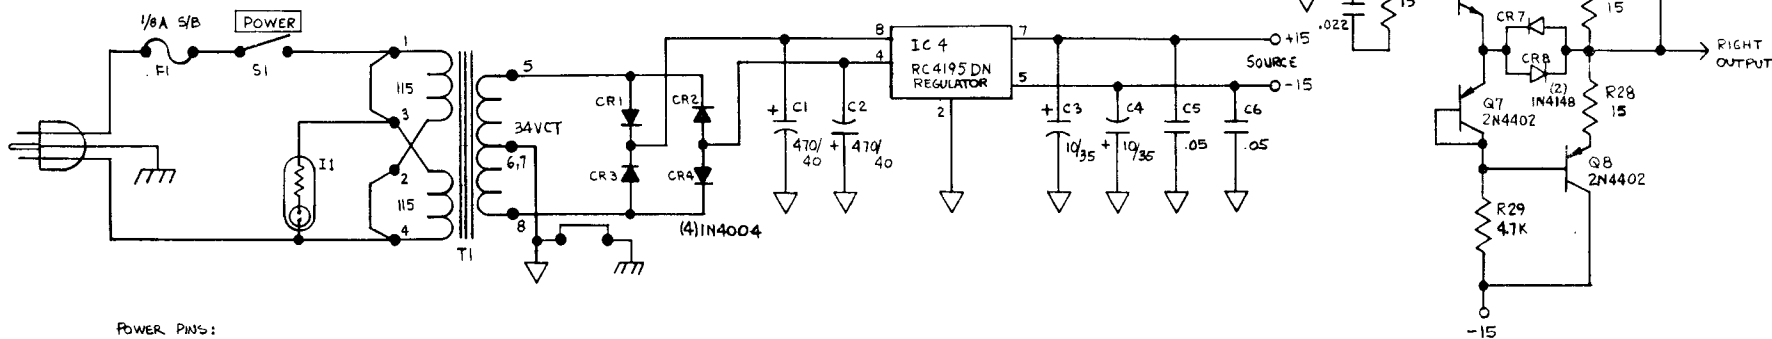 1/8A S/B
POWER
F1
S1
1
115
3
2
115
4
I1
T1
5
34VCT
6,7
8
CR1
CR2
CR3
CR4
(4)1N4004
8
4
IC 4
RC4195DN
REGULATOR
7
5
2
+ C1
470/
40
C2
+ 470/
40
+ C3
10/35
C4
+ 10/35
C5
.05
C6
.05
+15
SOURCE
-15
.022
15
CR7
CR8
(2)
1N4148
15
RIGHT
OUTPUT
Q7
2N4402
R28
15
Q8
2N4402
R29
4.7K
-15
POWER PINS: